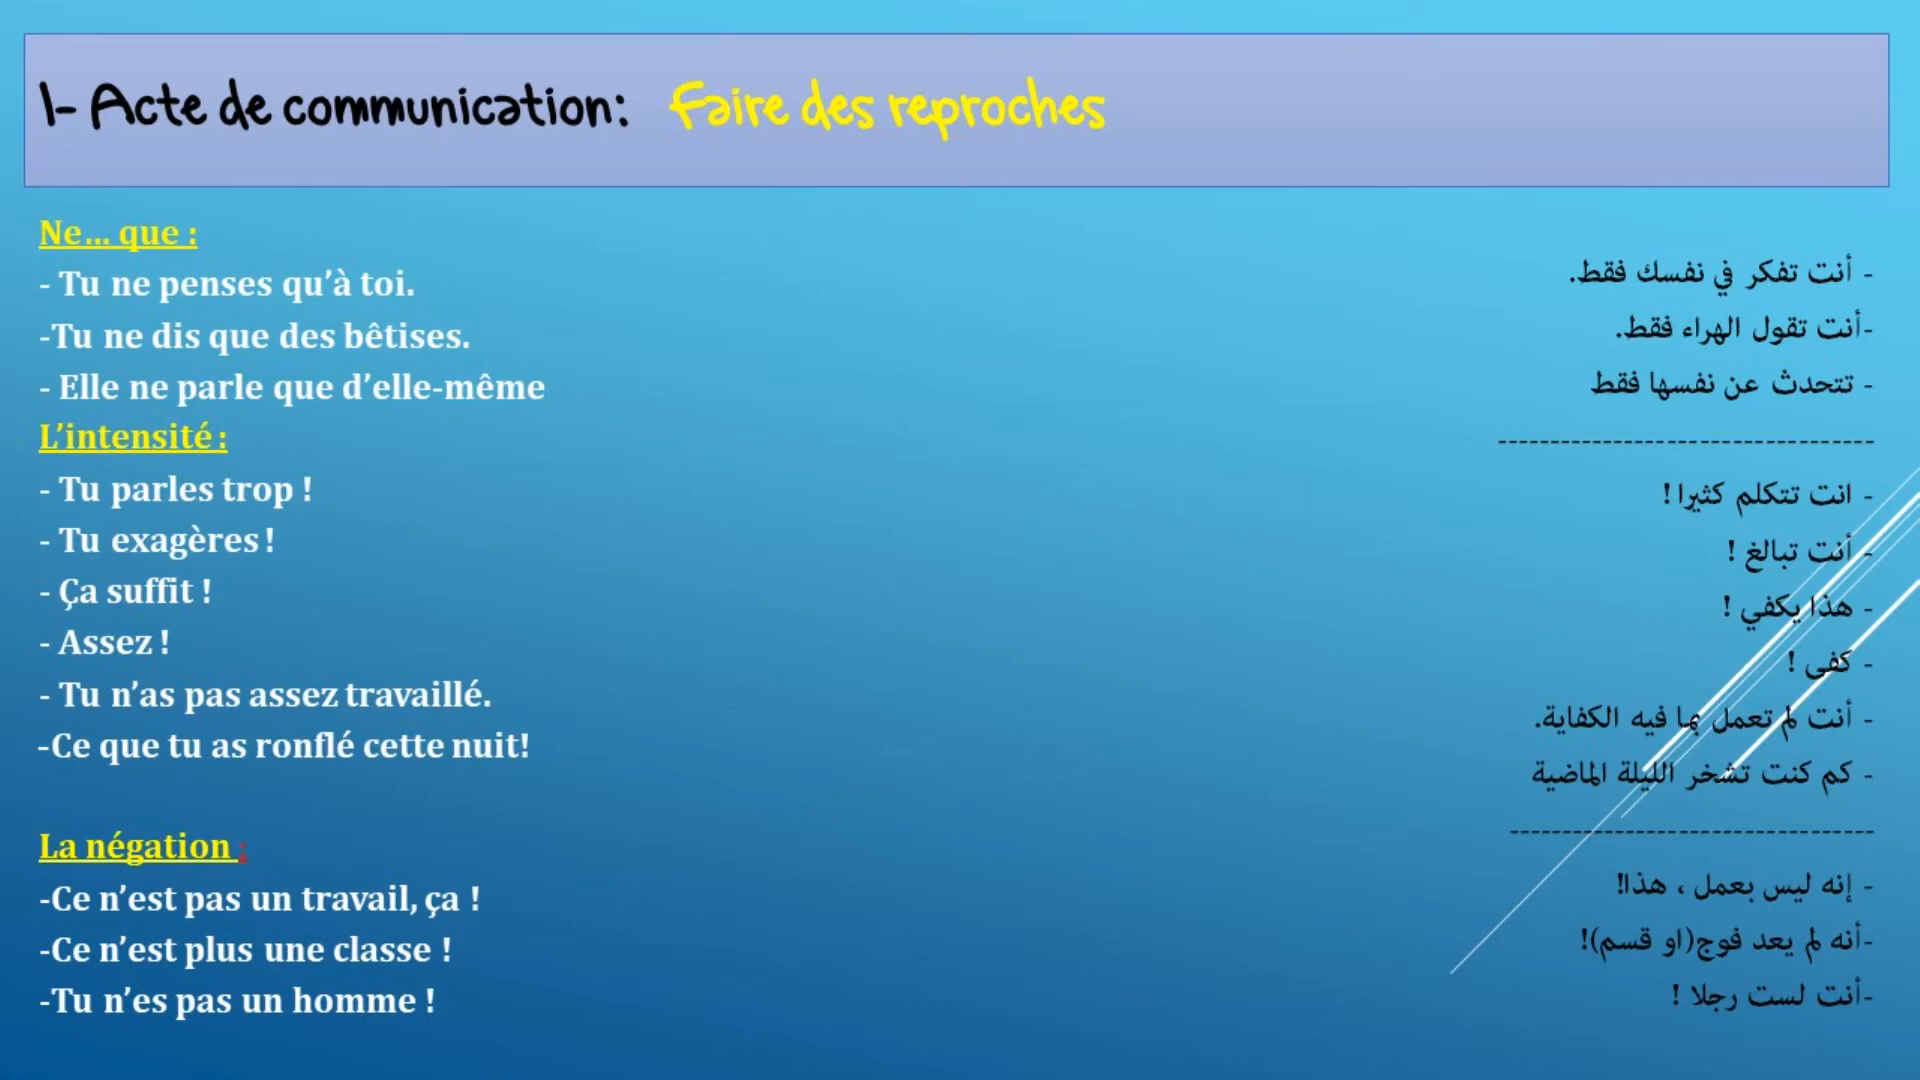 1- Acte de communication: Faire des reproches
Ne... que :
- Tu ne penses qu’à toi.
-Tu ne dis que des bêtises.
- Elle ne parle que d’elle-même
L’intensité :
- Tu parles trop !
- Tu exagères !
- Ça suffit !
- Assez !
- Tu n’as pas assez travaillé.
-Ce que tu as ronflé cette nuit!
La négation :
-Ce n’est pas un travail, ça !
-Ce n’est plus une classe !
-Tu n’es pas un homme !
- أنت تفكر في نفسك فقط.
-أنت تقول الهراء فقط.
- تتحدث عن نفسها فقط
----------------------------------
- انت تتكلم كثيرا !
- أنت تبالغ !
- هذا يكفي !
- كفى !
- أنت لم تعمل بما فيه الكفاية.
- كم كنت تشخر الليلة الماضية
---------------------------------
- إنه ليس بعمل ، هذا!
-أنه لم يعد فوج(او قسم)!
-أنت لست رجلا !